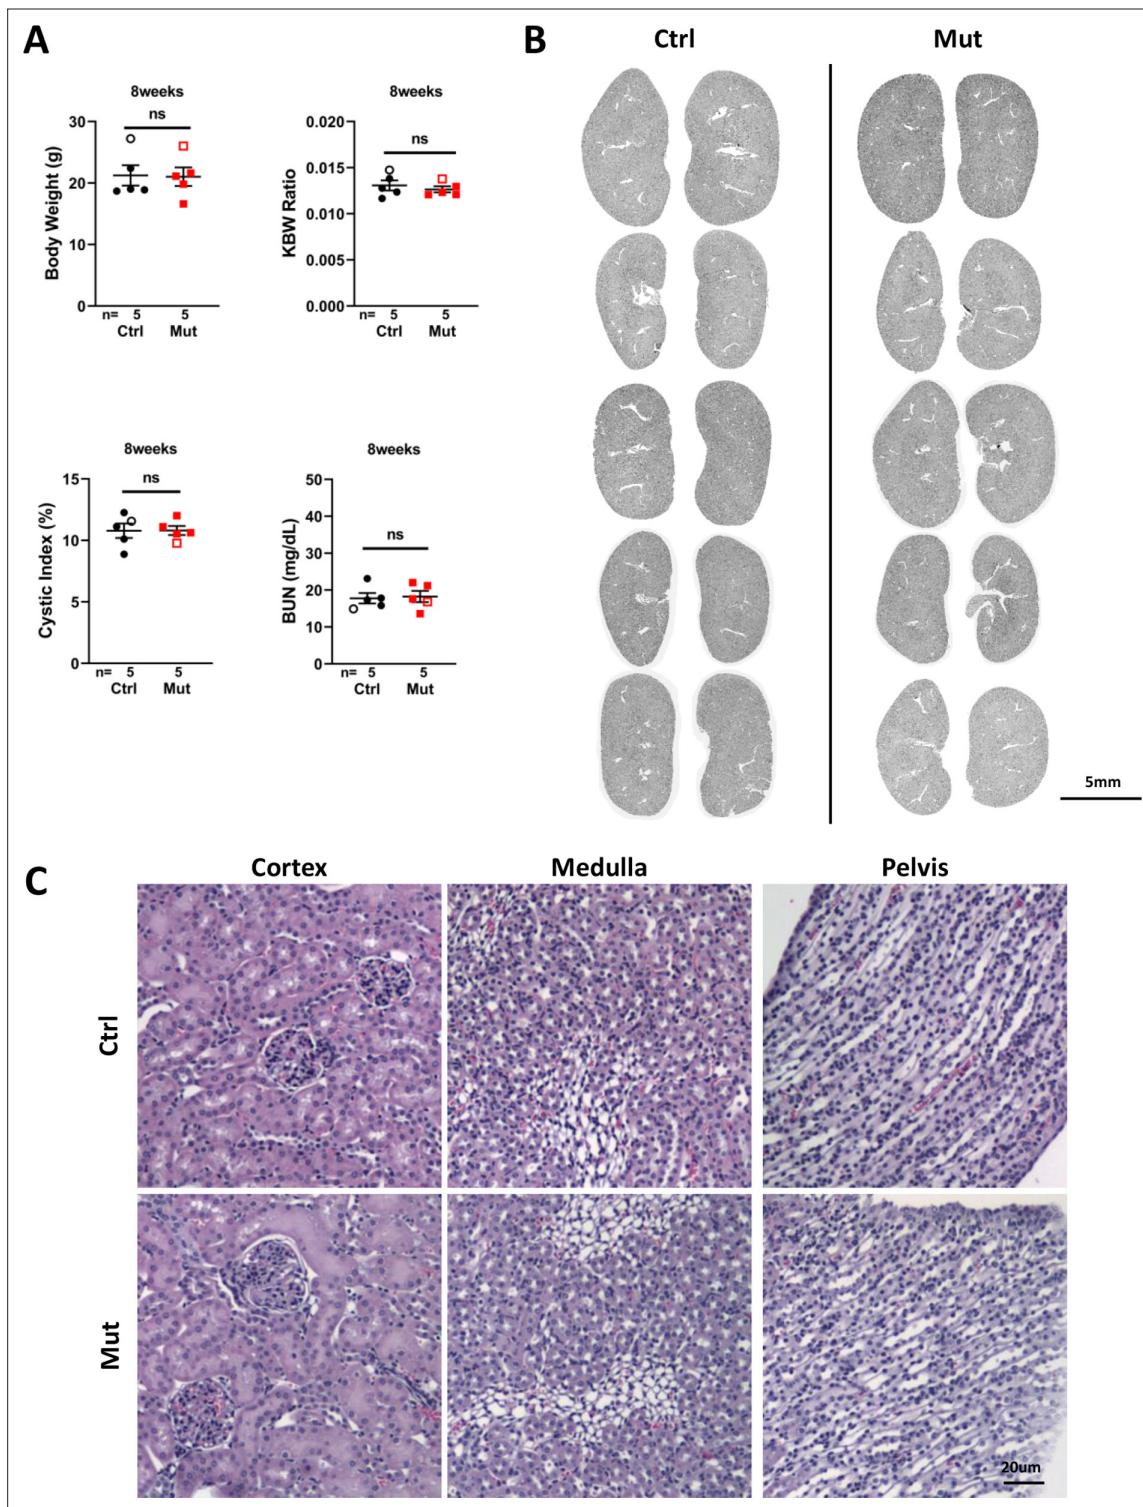 A
8weeks
ns
Body Weight (g)
30
20
10
0
n= 5 5
Ctrl Mut
8weeks
ns
KBW Ratio
0.020
0.015
0.010
0.005
0.000
n= 5 5
Ctrl Mut
8weeks
ns
Cystic Index (%)
15
10
5
0
n= 5 5
Ctrl Mut
8weeks
ns
BUN (mg/dL)
50
40
30
20
10
0
n= 5 5
Ctrl Mut
B
Ctrl Mut
5mm
C
Cortex Medulla Pelvis
Ctrl
Mut
20um